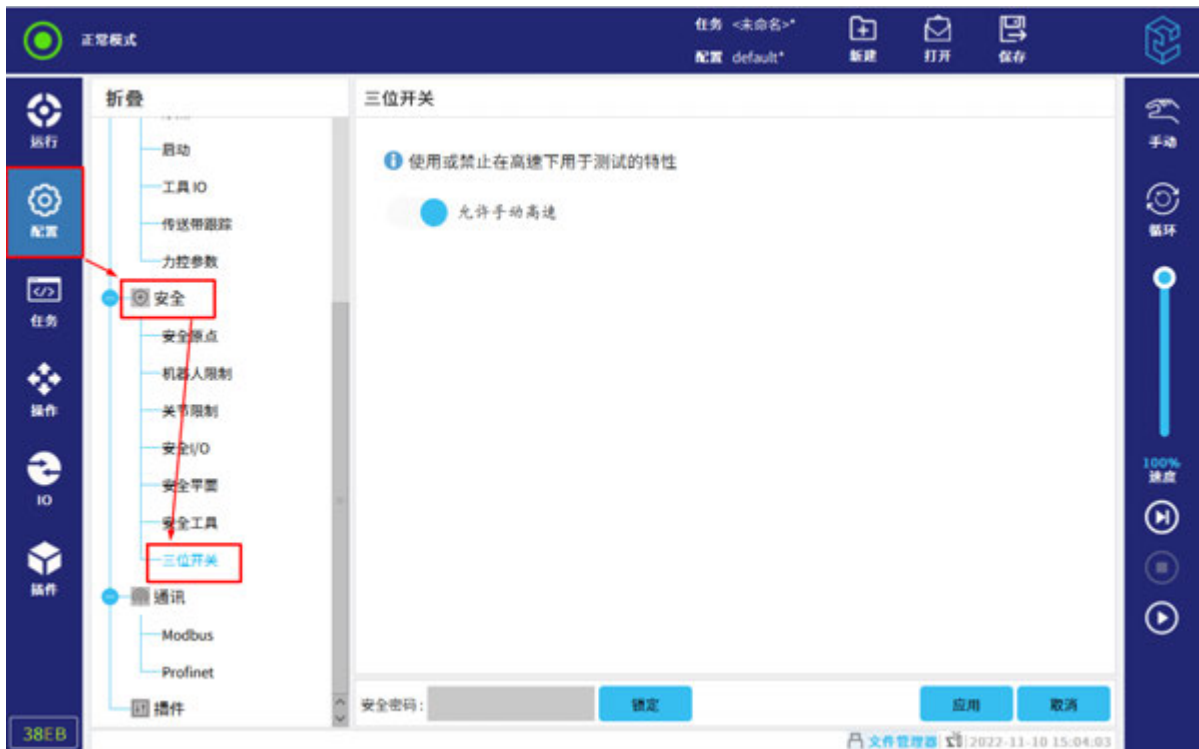 正常模式
任务 <未命名>*
配置 default*
新建
打开
保存
运行
配置
任务
操作
IO
插件
38EB
折叠
启动
工具 IO
传送带跟踪
力控参数
安全
安全原点
机器人限制
关节限制
安全I/O
安全平面
安全工具
三位开关
通讯
Modbus
Profinet
插件
三位开关
使用或禁止在高速下用于测试的特性
允许手动高速
安全密码：
锁定
应用
取消
文件管理器
2022-11-10 15:04:03
手动
循环
100%
速度